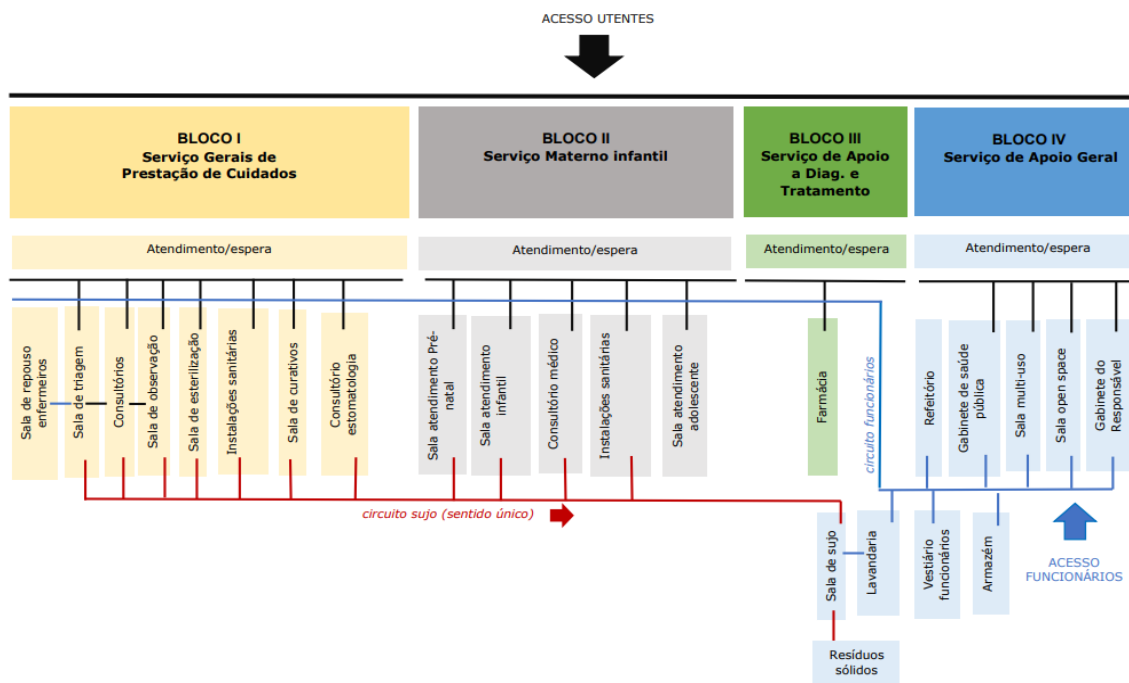 ACESSO UTENTES
BLOCO I
Serviço Gerais de
Prestação de Cuidados
BLOCO II
Serviço Materno infantil
BLOCO III
Serviço de Apoio
a Diag. e
Tratamento
BLOCO IV
Serviço de Apoio Geral
Atendimento/espera
Atendimento/espera
Atendimento/espera
Atendimento/espera
Sala de repouso
enfermeiros
Sala de triagem
Consultórios
Sala de observação
Sala de esterilização
Instalações sanitárias
Sala de curativos
Consultório
estomatologia
Sala atendimento Pré-
natal
Sala atendimento
infantil
Consultório médico
Instalações sanitárias
Sala atendimento
adolescente
Farmácia
circuito funcionários
Refeitório
Gabinete de saúde
pública
Sala multi-uso
Sala open space
Gabinete do
Responsável
circuito sujo (sentido único)
Sala de sujo
Lavandaria
Vestiário
funcionários
Armazém
ACESSO
FUNCIONÁRIOS
Resíduos
sólidos